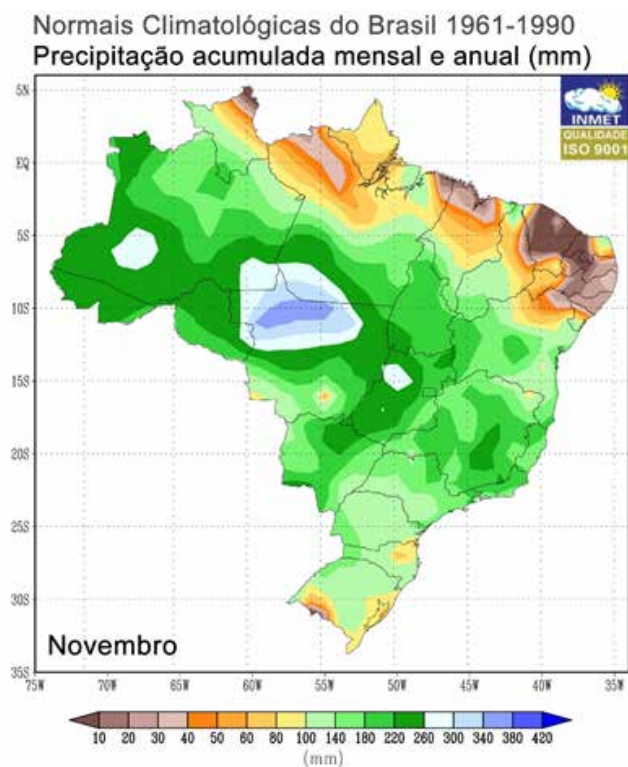 Normais Climatológicas do Brasil 1961-1990
Precipitação acumulada mensal e anual (mm)
INMET
QUALIDADE
ISO 9001
5N
EQ
5S
10S
15S
20S
25S
30S
35S
Novembro
75W 70W 65W 60W 55W 50W 45W 40W 35W
10 20 30 40 50 60 80 100 140 180 220 260 300 340 380 420
(mm)